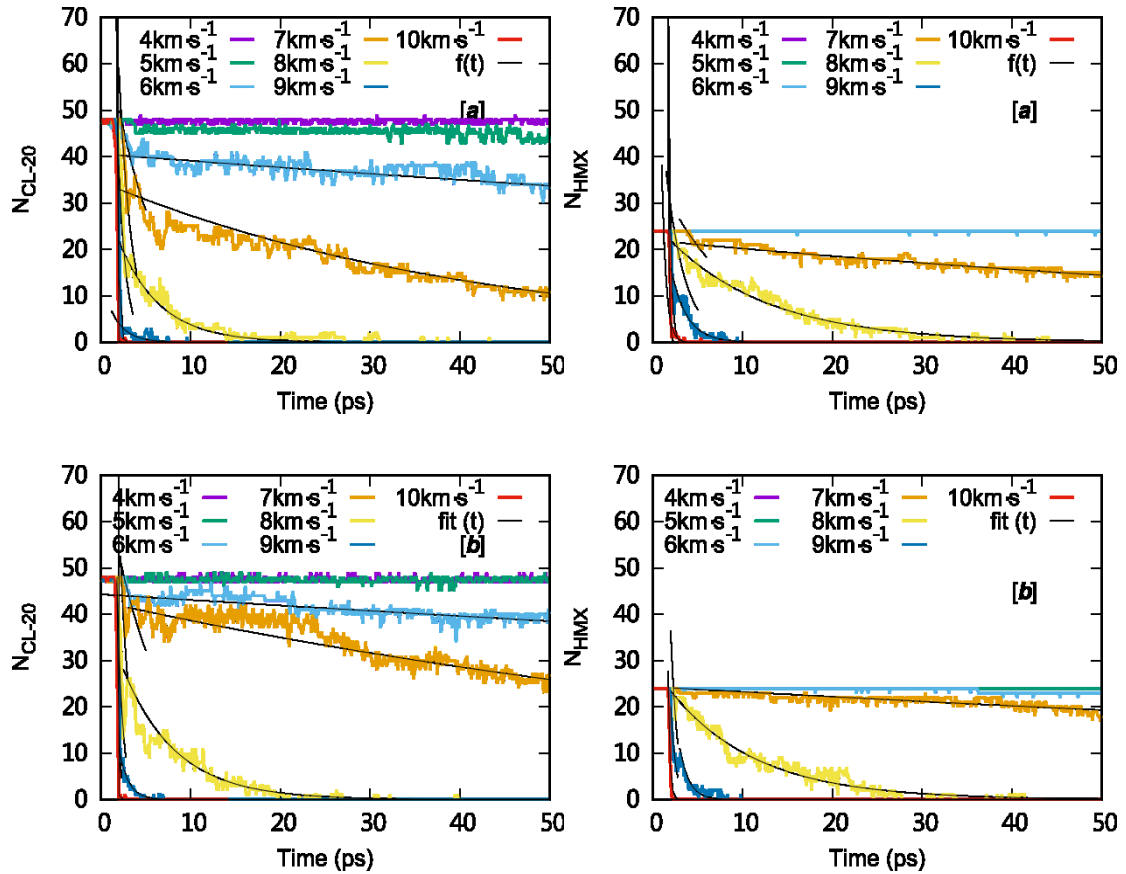 70
60
50
40
30
20
10
0
N_CL-20
4km·s⁻¹ 7km·s⁻¹ 10km·s⁻¹
5km·s⁻¹ 8km·s⁻¹ f(t)
6km·s⁻¹ 9km·s⁻¹
[a]
0 10 20 30 40 50
Time (ps)
70
60
50
40
30
20
10
0
N_HMX
4km·s⁻¹ 7km·s⁻¹ 10km·s⁻¹
5km·s⁻¹ 8km·s⁻¹ f(t)
6km·s⁻¹ 9km·s⁻¹
[a]
0 10 20 30 40 50
Time (ps)
70
60
50
40
30
20
10
0
N_CL-20
4km·s⁻¹ 7km·s⁻¹ 10km·s⁻¹
5km·s⁻¹ 8km·s⁻¹ fit (t)
6km·s⁻¹ 9km·s⁻¹ [b]
0 10 20 30 40 50
Time (ps)
70
60
50
40
30
20
10
0
N_HMX
4km·s⁻¹ 7km·s⁻¹ 10km·s⁻¹
5km·s⁻¹ 8km·s⁻¹ fit (t)
6km·s⁻¹ 9km·s⁻¹
[b]
0 10 20 30 40 50
Time (ps)